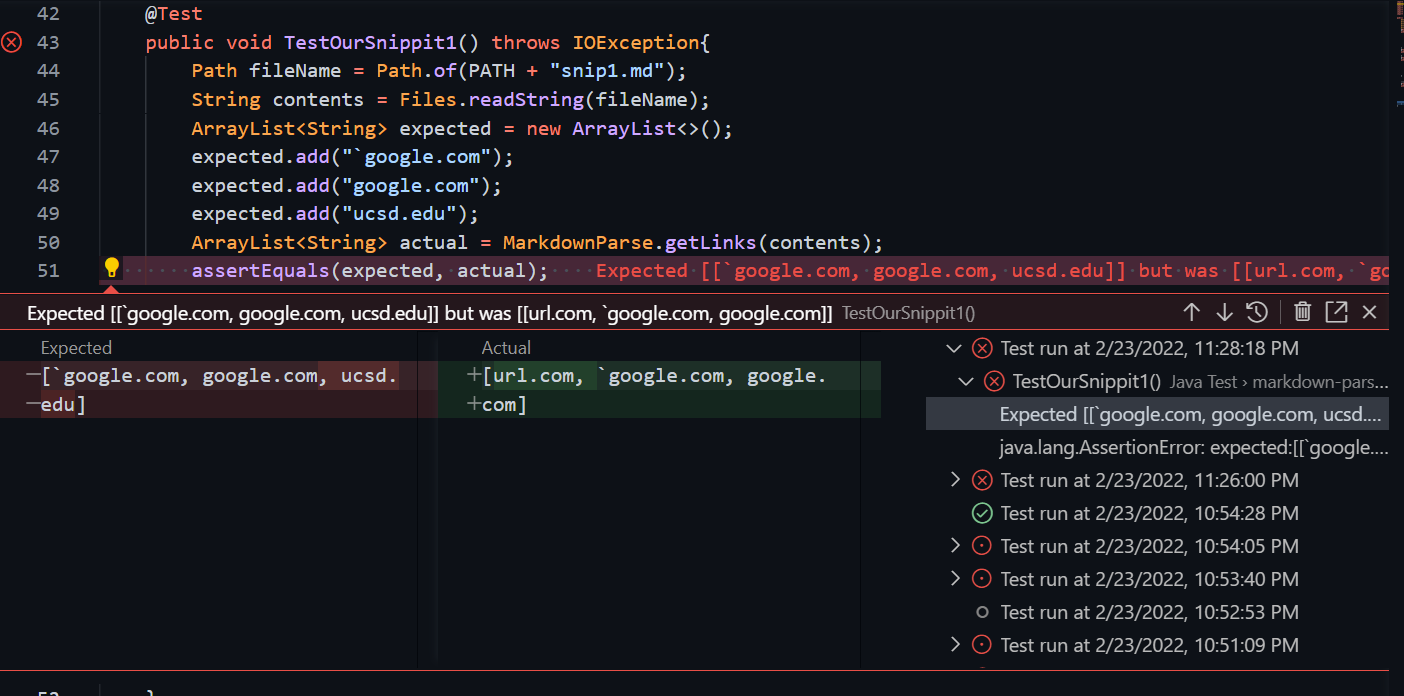 42 @Test
43 public void TestOurSnippit1() throws IOException{
44 Path fileName = Path.of(PATH + "snip1.md");
45 String contents = Files.readString(fileName);
46 ArrayList<String> expected = new ArrayList<>();
47 expected.add("`google.com");
48 expected.add("google.com");
49 expected.add("ucsd.edu");
50 ArrayList<String> actual = MarkdownParse.getLinks(contents);
51 assertEquals(expected, actual); Expected [[`google.com, google.com, ucsd.edu]] but was [[url.com, `go
Expected [[`google.com, google.com, ucsd.edu]] but was [[url.com, `google.com, google.com]] TestOurSnippit1()
Expected
—[`google.com, google.com, ucsd.
—edu]
Actual
+[url.com, `google.com, google.
+com]
Test run at 2/23/2022, 11:28:18 PM
TestOurSnippit1() Java Test › markdown-pars...
Expected [[`google.com, google.com, ucsd....
java.lang.AssertionError: expected:[[`google....
Test run at 2/23/2022, 11:26:00 PM
Test run at 2/23/2022, 10:54:28 PM
Test run at 2/23/2022, 10:54:05 PM
Test run at 2/23/2022, 10:53:40 PM
Test run at 2/23/2022, 10:52:53 PM
Test run at 2/23/2022, 10:51:09 PM
52 }